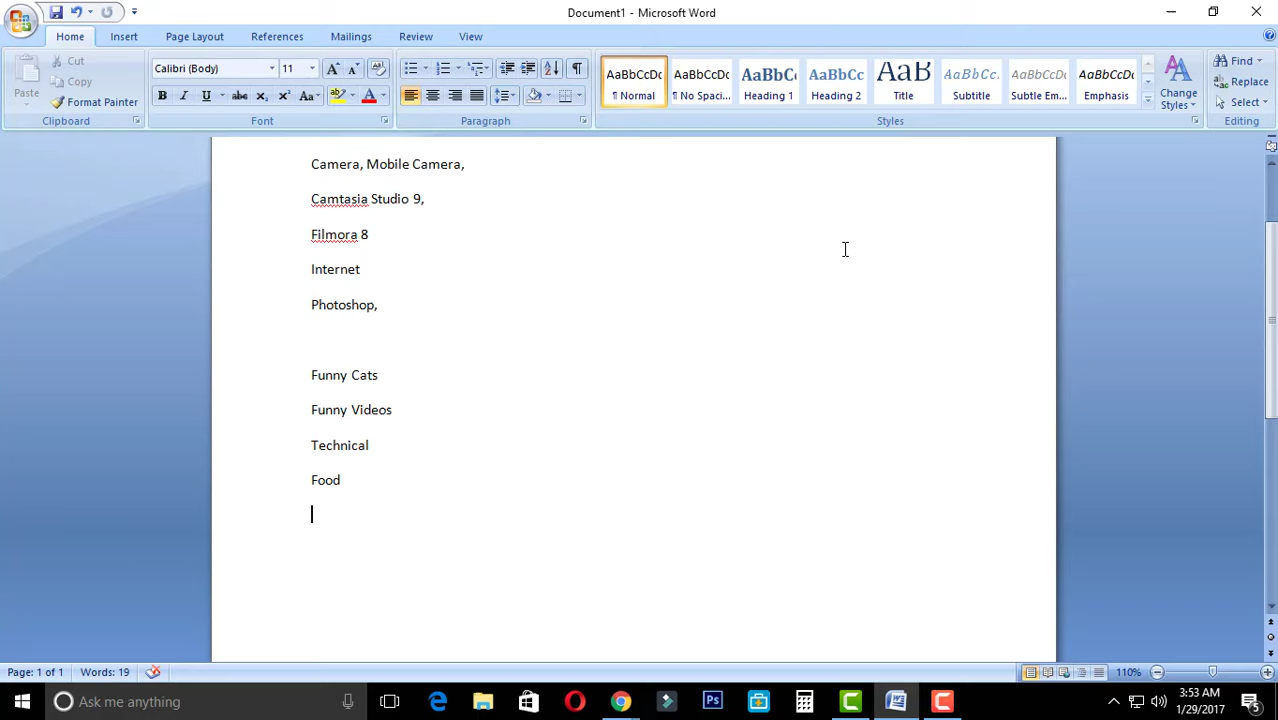 Document1 - Microsoft Word
Home Insert Page Layout References Mailings Review View
Paste
Cut
Copy
Format Painter
Clipboard
Calibri (Body) 11
Font
Paragraph
AaBbCcDc AaBbCcDc AaBbC AaBbCc AaB AaBbCc. AaBbCcDc AaBbCcDc
¶ Normal ¶ No Spaci... Heading 1 Heading 2 Title Subtitle Subtle Em... Emphasis
Change
Styles
Styles
Find
Replace
Select
Editing
Camera, Mobile Camera,
Camtasia Studio 9,
Filmora 8
Internet
Photoshop,
Funny Cats
Funny Videos
Technical
Food
Page: 1 of 1 Words: 19
110%
Ask me anything
3:53 AM
1/29/2017
5